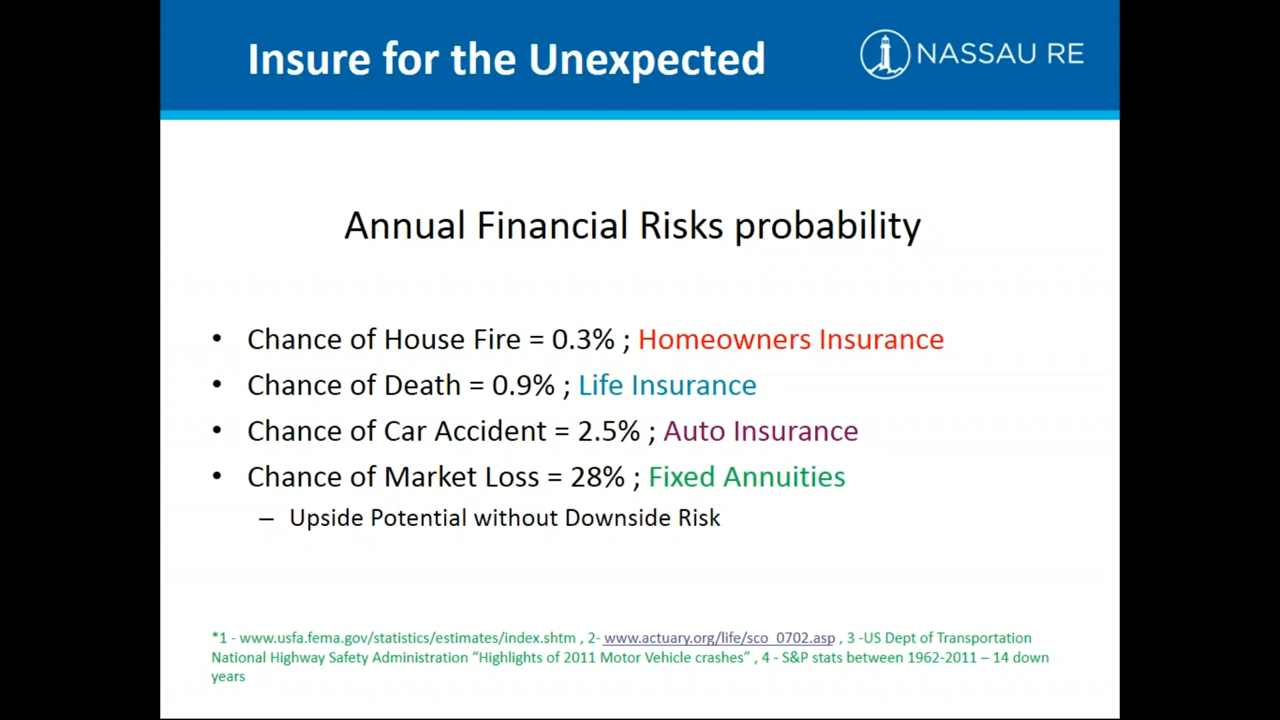 Insure for the Unexpected
NASSAU RE
Annual Financial Risks probability
• Chance of House Fire = 0.3% ; Homeowners Insurance
• Chance of Death = 0.9% ; Life Insurance
• Chance of Car Accident = 2.5% ; Auto Insurance
• Chance of Market Loss = 28% ; Fixed Annuities
– Upside Potential without Downside Risk
*1 - www.usfa.fema.gov/statistics/estimates/index.shtm , 2- www.actuary.org/life/sco_0702.asp , 3 -US Dept of Transportation
National Highway Safety Administration “Highlights of 2011 Motor Vehicle crashes” , 4 - S&P stats between 1962-2011 – 14 down
years